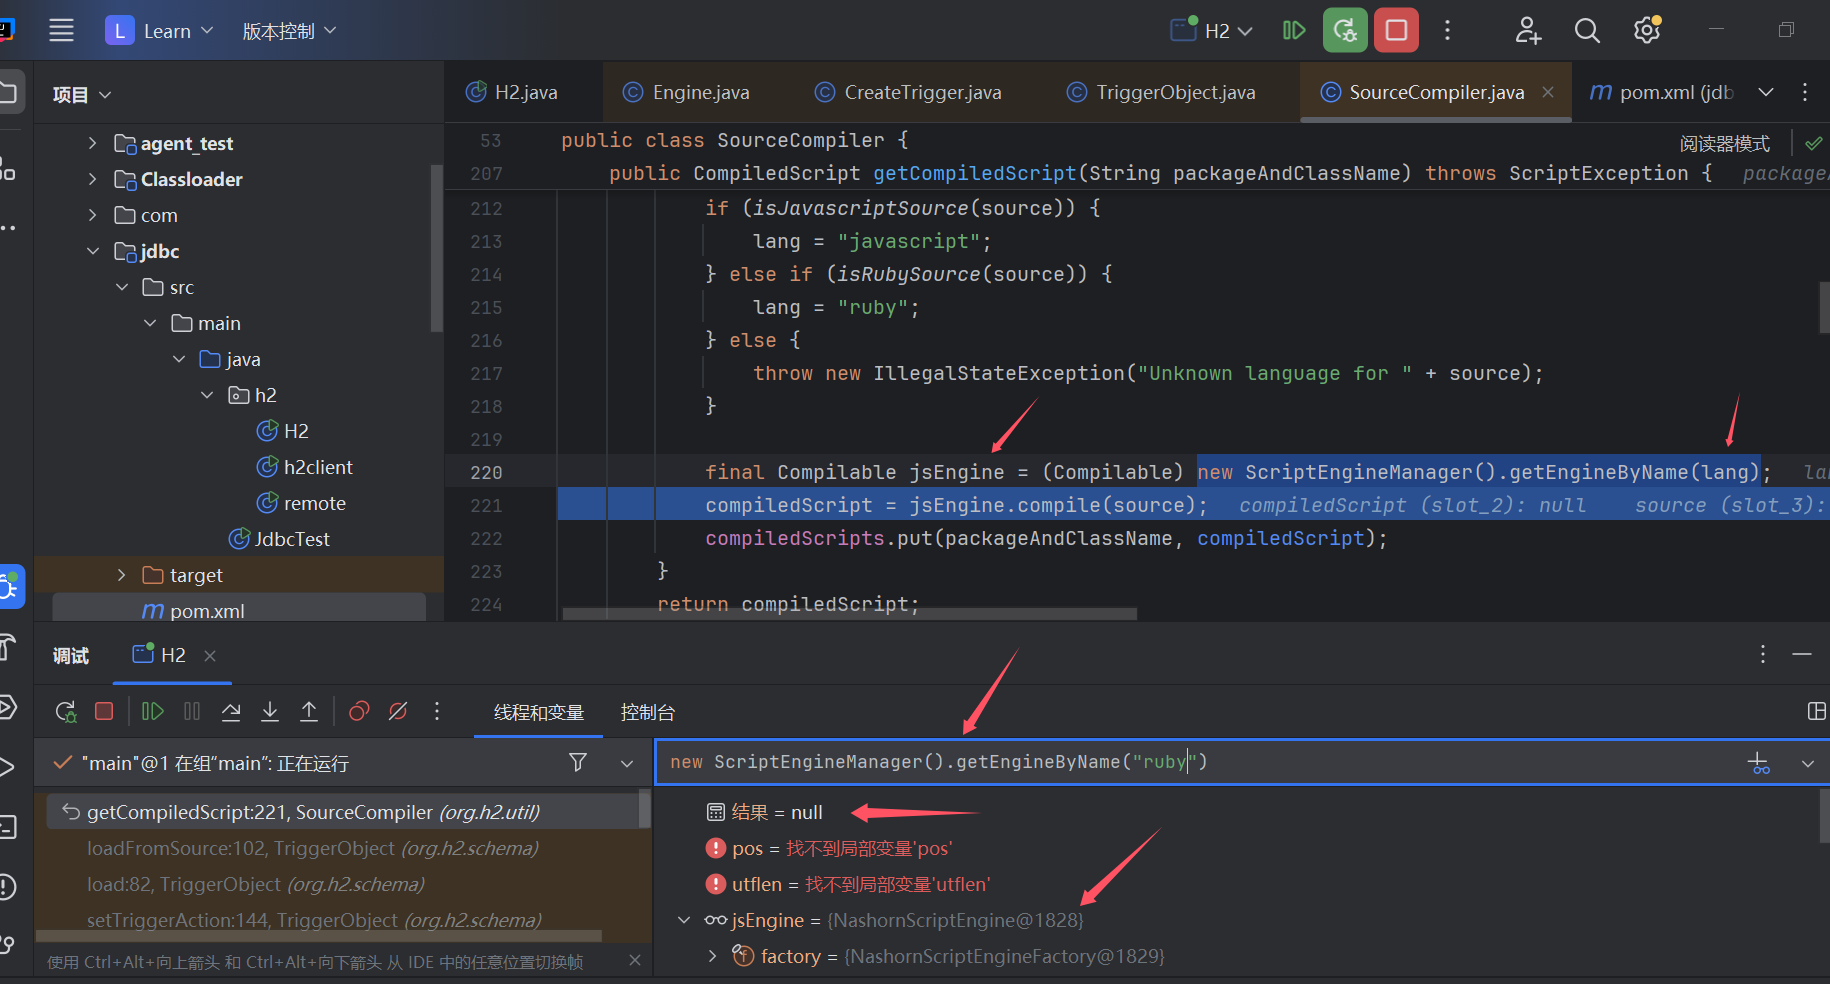 L Learn 版本控制 H2
项目
H2.java Engine.java CreateTrigger.java TriggerObject.java SourceCompiler.java m pom.xml (jdb
agent_test
Classloader
com
jdbc
src
main
java
h2
H2
h2client
remote
JdbcTest
target
m pom.xml
阅读器模式
53 public class SourceCompiler {
207 public CompiledScript getCompiledScript(String packageAndClassName) throws ScriptException { package
212 if (isJavascriptSource(source)) {
213 lang = "javascript";
214 } else if (isRubySource(source)) {
215 lang = "ruby";
216 } else {
217 throw new IllegalStateException("Unknown language for " + source);
218 }
219
220 final Compilable jsEngine = (Compilable) new ScriptEngineManager().getEngineByName(lang); lan
221 compiledScript = jsEngine.compile(source); compiledScript (slot_2): null source (slot_3):
222 compiledScripts.put(packageAndClassName, compiledScript);
223 }
224 return compiledScript;
调试 H2
线程和变量 控制台
"main"@1 在组“main”: 正在运行
getCompiledScript:221, SourceCompiler (org.h2.util)
loadFromSource:102, TriggerObject (org.h2.schema)
load:82, TriggerObject (org.h2.schema)
setTriggerAction:144, TriggerObject (org.h2.schema)
使用 Ctrl+Alt+向上箭头 和 Ctrl+Alt+向下箭头 从 IDE 中的任意位置切换帧
new ScriptEngineManager().getEngineByName("ruby")
结果 = null
pos = 找不到局部变量'pos'
utflen = 找不到局部变量'utflen'
jsEngine = {NashornScriptEngine@1828}
factory = {NashornScriptEngineFactory@1829}